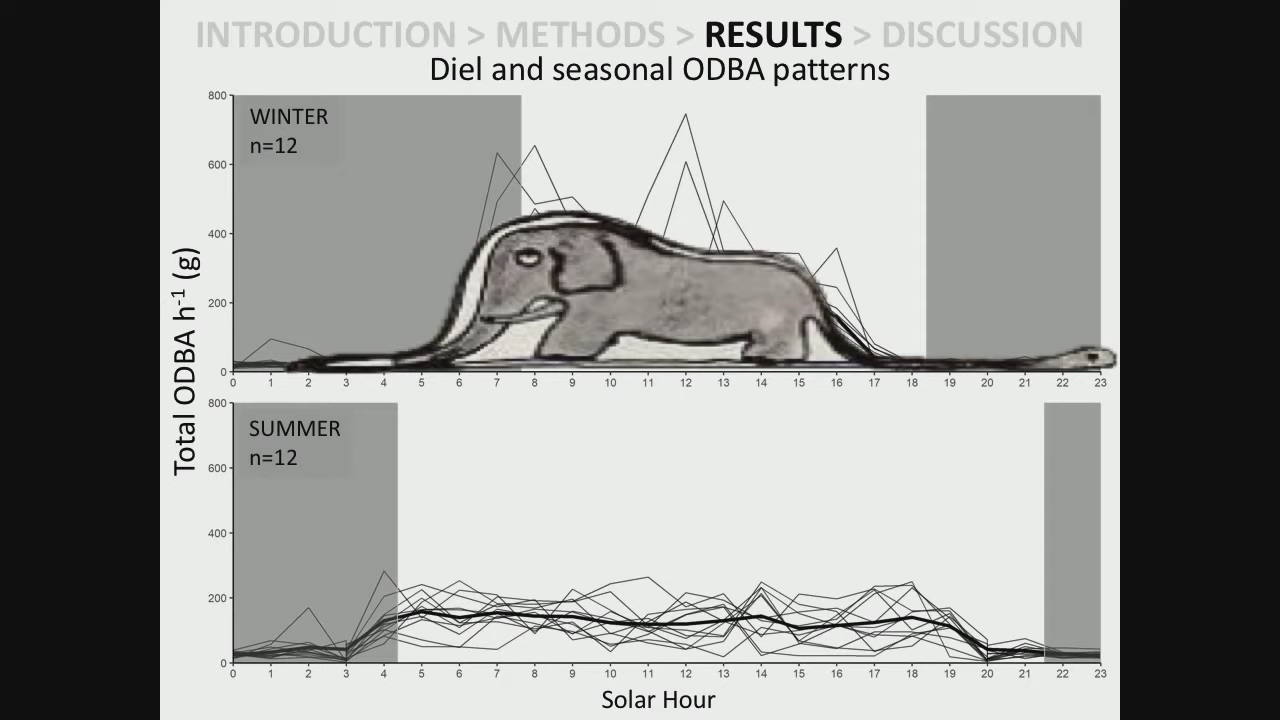 INTRODUCTION > METHODS > RESULTS > DISCUSSION
Diel and seasonal ODBA patterns
Total ODBA h⁻¹ (g)
800
600
400
200
0
WINTER
n=12
0 1 2 3 4 5 6 7 8 9 10 11 12 13 14 15 16 17 18 19 20 21 22 23
800
600
400
200
0
SUMMER
n=12
0 1 2 3 4 5 6 7 8 9 10 11 12 13 14 15 16 17 18 19 20 21 22 23
Solar Hour